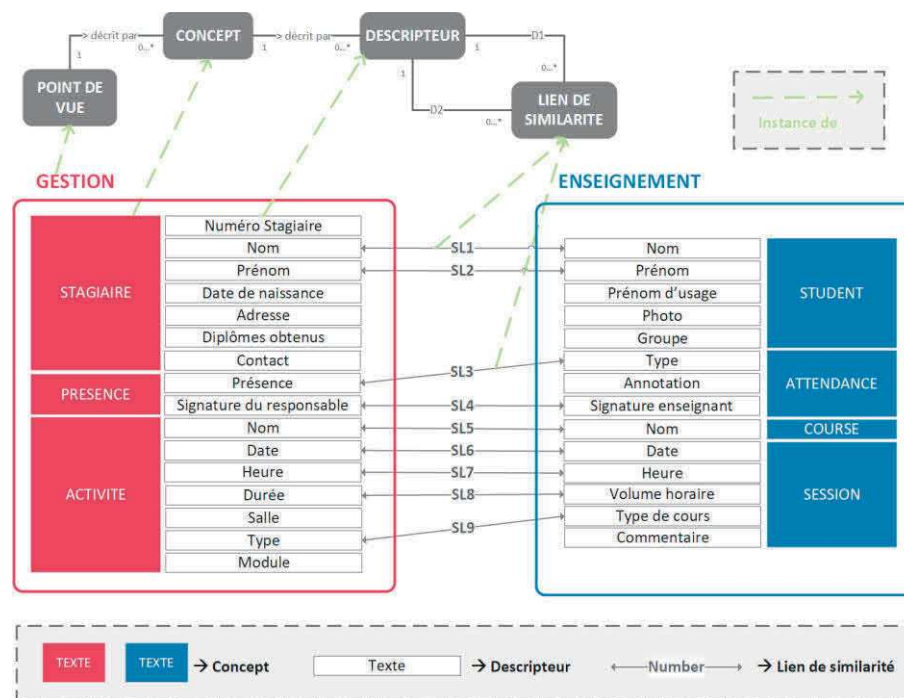 > décrit par
CONCEPT
> décrit par
DESCRIPTEUR
D1
1
0...*
1
0...*
1
0...*
POINT DE
VUE
1
D2
0...*
LIEN DE
SIMILARITE
Instance de
GESTION
ENSEIGNEMENT
STAGIAIRE
Numéro Stagiaire
Nom
Prénom
Date de naissance
Adresse
Diplômes obtenus
Contact
PRESENCE
Présence
Signature du responsable
ACTIVITE
Nom
Date
Heure
Durée
Salle
Type
Module
SL1
SL2
SL3
SL4
SL5
SL6
SL7
SL8
SL9
Nom
Prénom
Prénom d'usage
Photo
Groupe
STUDENT
Type
Annotation
Signature enseignant
ATTENDANCE
Nom
COURSE
Date
Heure
Volume horaire
Type de cours
Commentaire
SESSION
TEXTE
TEXTE
→ Concept
Texte
→ Descripteur
Number
→ Lien de similarité